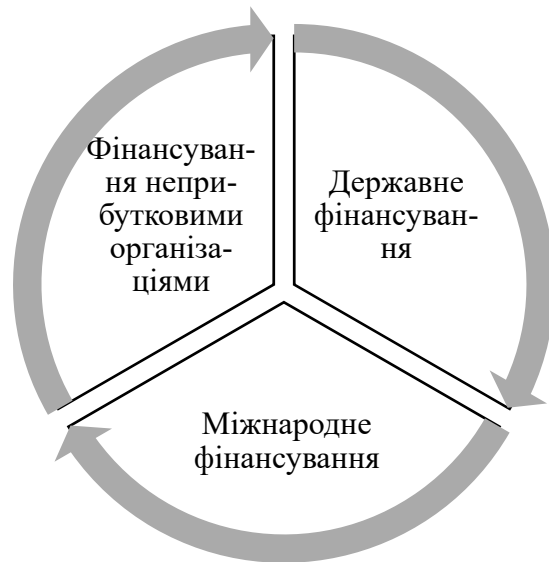 Фінансуван-
ня непри-
бутковими
організа-
ціями
Державне
фінансуван-
ня
Міжнародне
фінансування